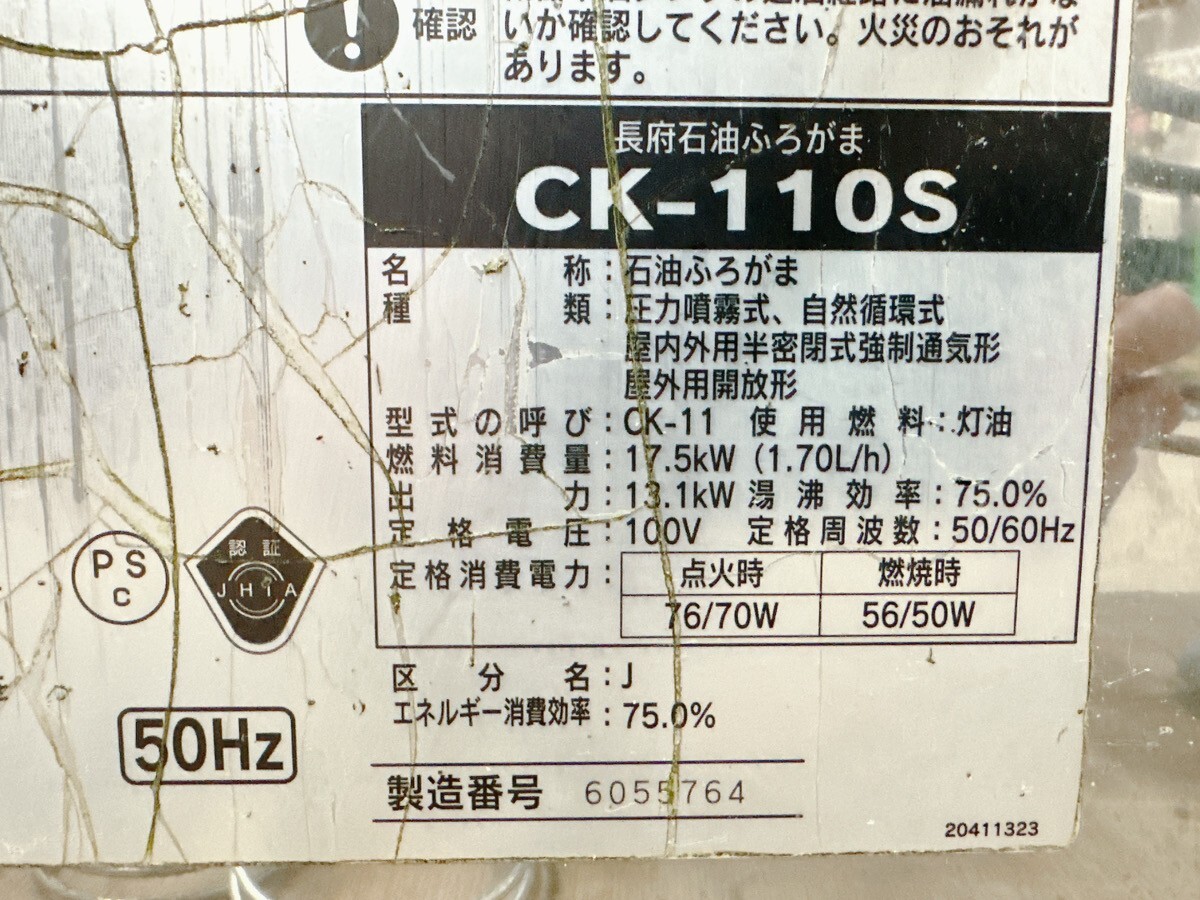 確認
いか確認してください。火災のおそれが
あります。
長府石油ふろがま
CK-110S
名称：石油ふろがま
種類：圧力噴霧式、自然循環式
屋内外用半密閉式強制通気形
屋外用開放形
型式の呼び：CK-11 使用燃料：灯油
燃料消費量：17.5kW（1.70L/h）
出力：13.1kW 湯沸効率：75.0%
定格電圧：100V 定格周波数：50/60Hz
定格消費電力：点火時 燃焼時
76/70W 56/50W
PS
C
認証
JHiA
区分名：J
エネルギー消費効率：75.0%
50Hz
製造番号 6055764
20411323